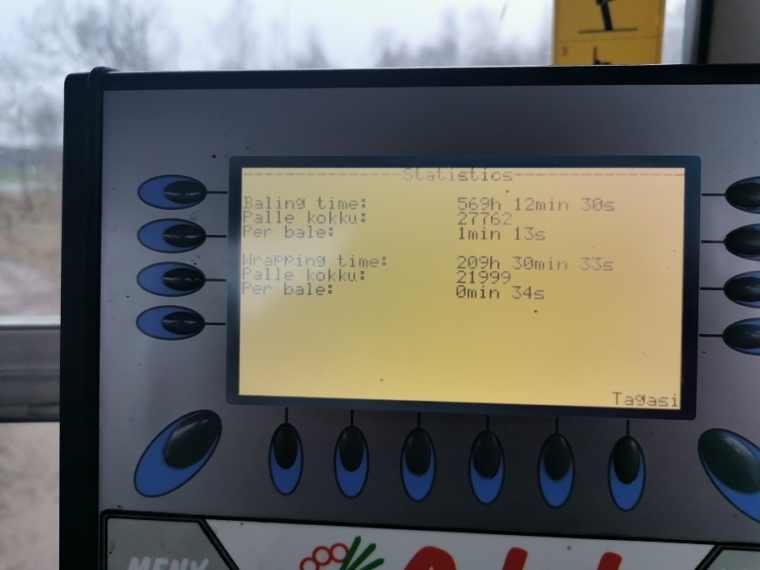 Statistics
Baling time: 569h 12min 30s
Palle kokku: 27762
Per bale: 1min 13s
Wrapping time: 209h 30min 33s
Palle kokku: 21999
Per bale: 0min 34s
Tagasi
MENY